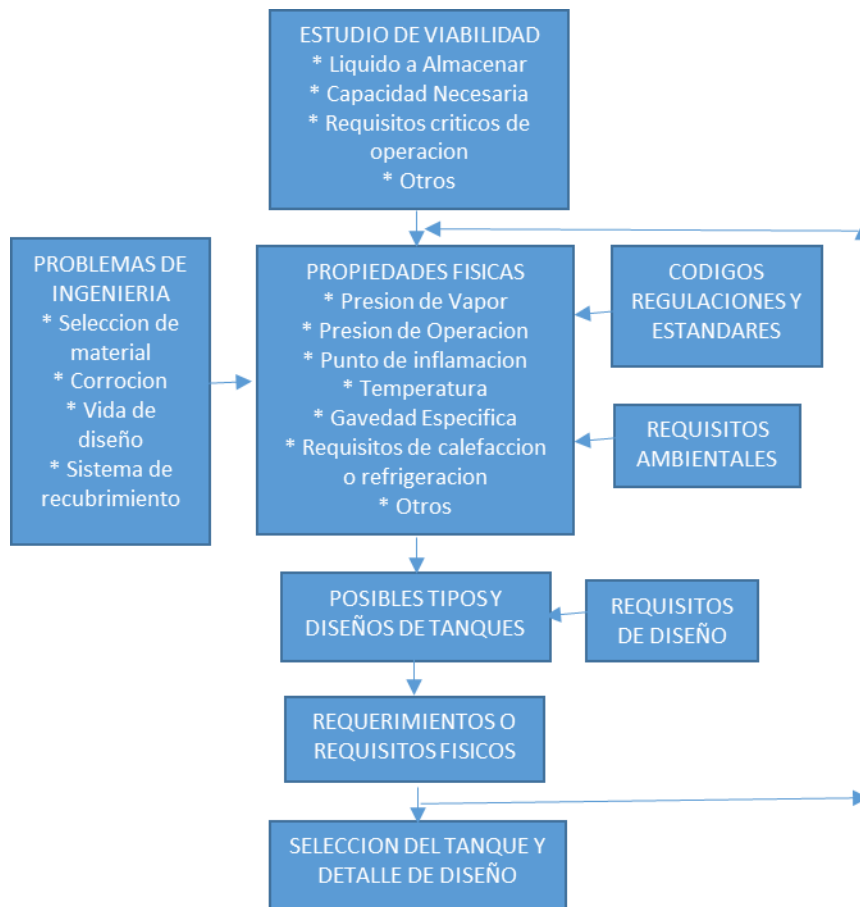 ESTUDIO DE VIABILIDAD
* Liquido a Almacenar
* Capacidad Necesaria
* Requisitos criticos de
operacion
* Otros
PROBLEMAS DE
INGENIERIA
* Seleccion de
material
* Corrocion
* Vida de
diseño
* Sistema de
recubrimiento
PROPIEDADES FISICAS
* Presion de Vapor
* Presion de Operacion
* Punto de inflamacion
* Temperatura
* Gavedad Especifica
* Requisitos de calefaccion
o refrigeracion
* Otros
CODIGOS
REGULACIONES Y
ESTANDARES
REQUISITOS
AMBIENTALES
POSIBLES TIPOS Y
DISEÑOS DE TANQUES
REQUISITOS
DE DISEÑO
REQUERIMIENTOS O
REQUISITOS FISICOS
SELECCION DEL TANQUE Y
DETALLE DE DISEÑO